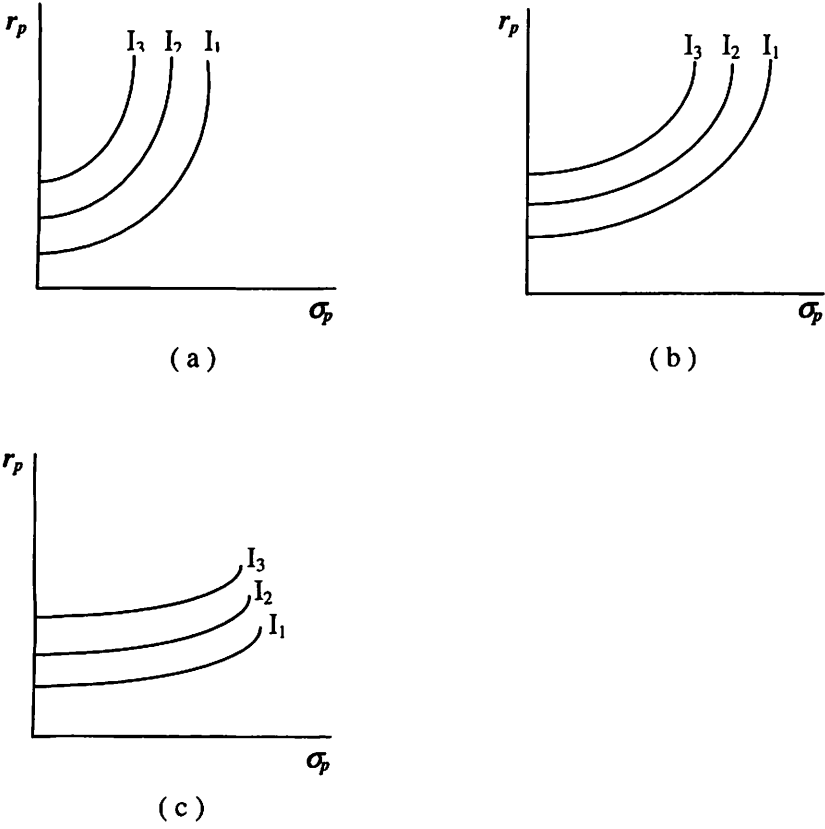 r_p
I₃ I₂ I₁
σ_p
( a )
r_p
I₃ I₂ I₁
σ_p
( b )
r_p
I₃
I₂
I₁
σ_p
( c )